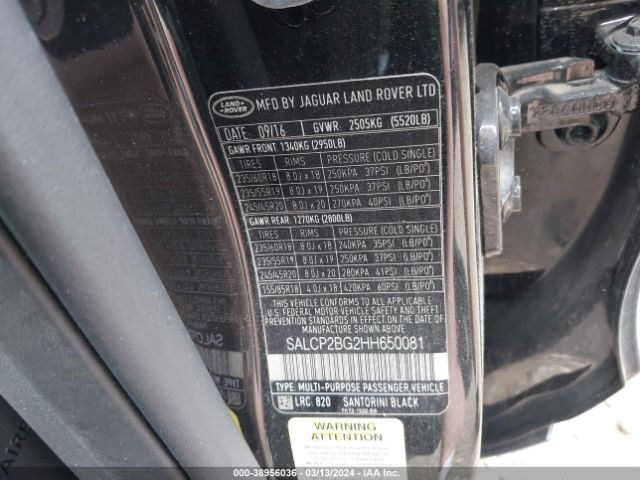 LAND ROVER
MFD BY JAGUAR LAND ROVER LTD
DATE 09/16 GVWR 2505KG (5520LB)
GAWR FRONT 1340KG (2950LB)
TIRES RIMS PRESSURE (COLD SINGLE)
235/60R18 8.0J x 18 250KPA 37PSI (LB/PO²)
235/55R19 8.0J x 19 250KPA 37PSI (LB/PO²)
245/45R20 8.0J x 20 270KPA 40PSI (LB/PO²)
GAWR REAR 1270KG (2800LB)
TIRES RIMS PRESSURE (COLD SINGLE)
235/60R18 8.0J x 18 240KPA 35PSI (LB/PO²)
235/55R19 8.0J x 19 250KPA 37PSI (LB/PO²)
245/45R20 8.0J x 20 280KPA 41PSI (LB/PO²)
155/85R18 4.0J x 18 420KPA 60PSI (LB/PO²)
THIS VEHICLE CONFORMS TO ALL APPLICABLE
U.S. FEDERAL MOTOR VEHICLE SAFETY AND THEFT
STANDARDS IN EFFECT ON THE DATE OF
MANUFACTURE SHOWN ABOVE
SALCP2BG2HH650081
TYPE: MULTI-PURPOSE PASSENGER VEHICLE
LRC: 820 SANTORINI BLACK
WARNING
ATTENTION
AIRB
IAA 38956036 | 03/13/2024 | IAAI.com